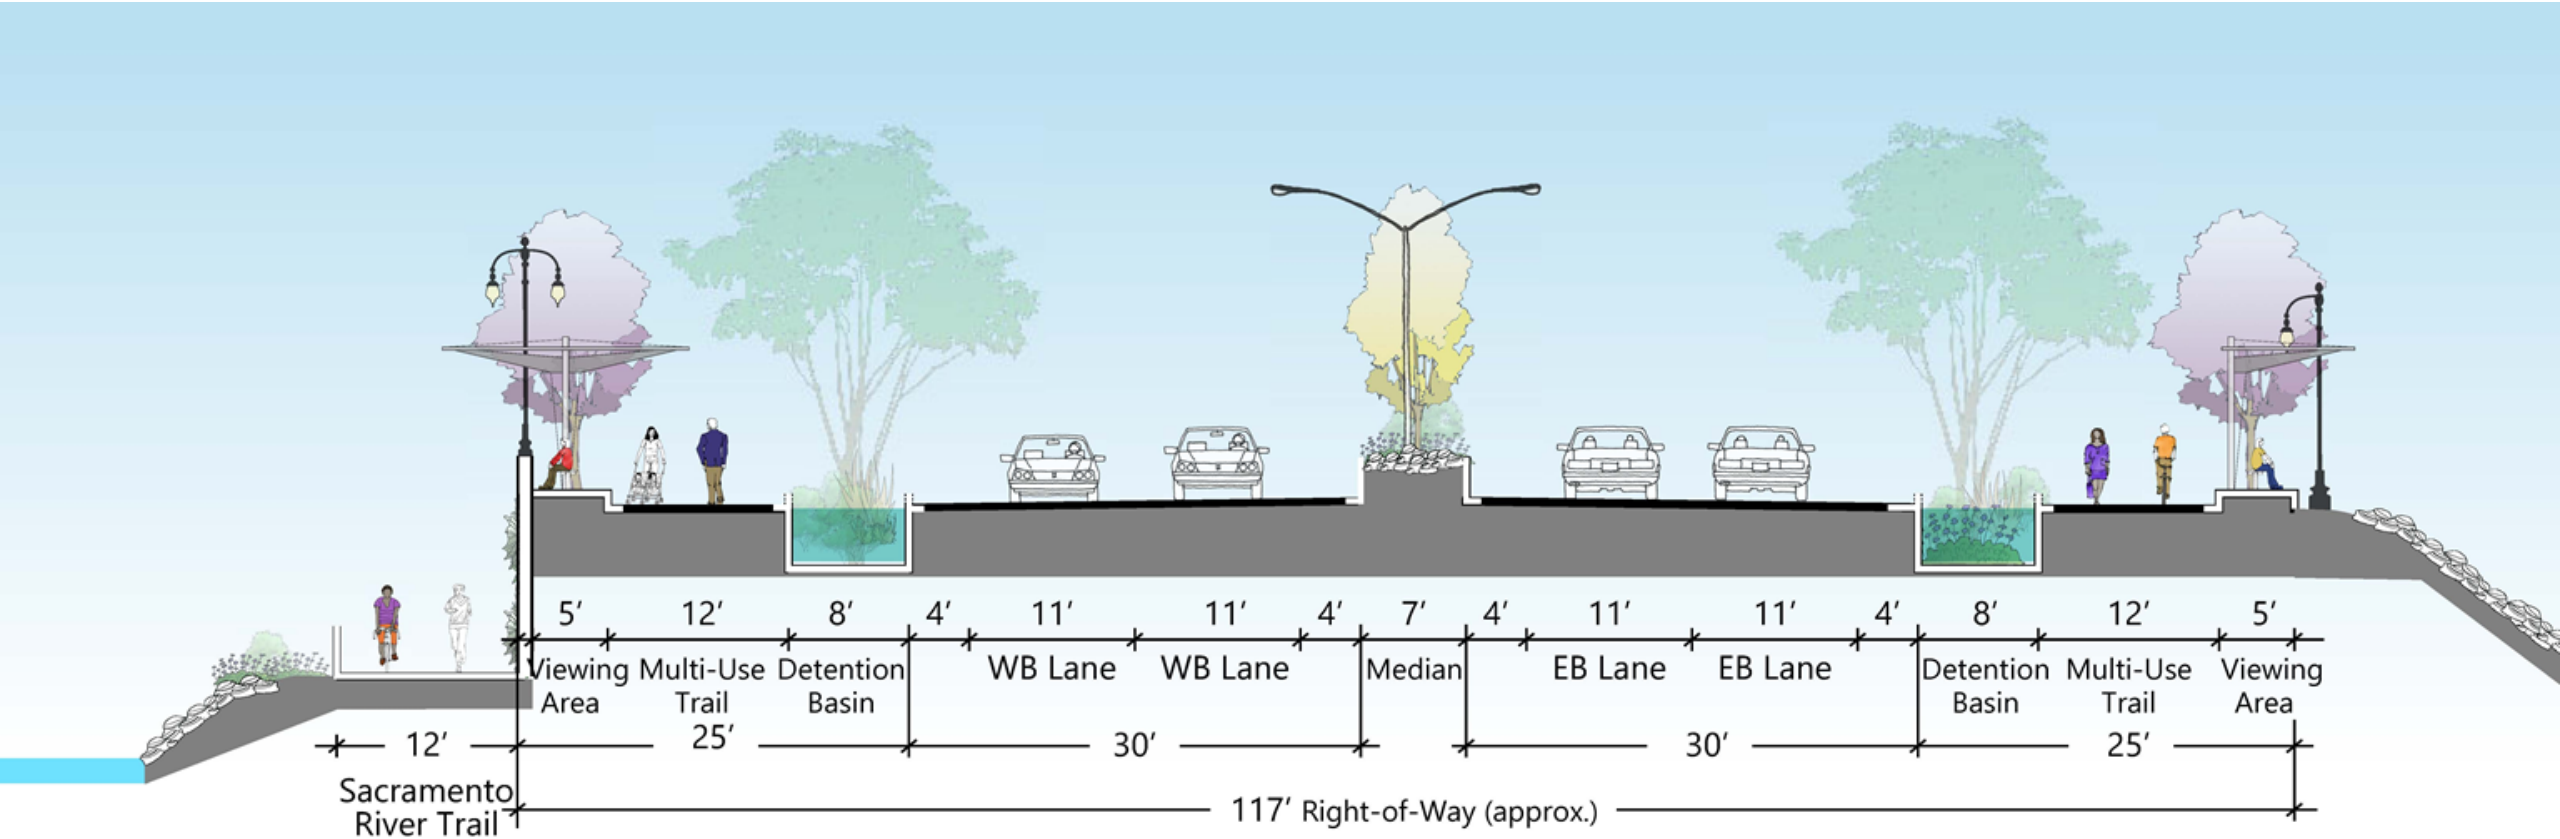 5’ 12’ 8’ 4’ 11’ 11’ 4’ 7’ 4’ 11’ 11’ 4’ 8’ 12’ 5’
Viewing Area
Multi-Use Trail
Detention Basin
WB Lane
WB Lane
Median
EB Lane
EB Lane
Detention Basin
Multi-Use Trail
Viewing Area
12’ 25’ 30’ 30’ 25’
Sacramento
River Trail
117’ Right-of-Way (approx.)